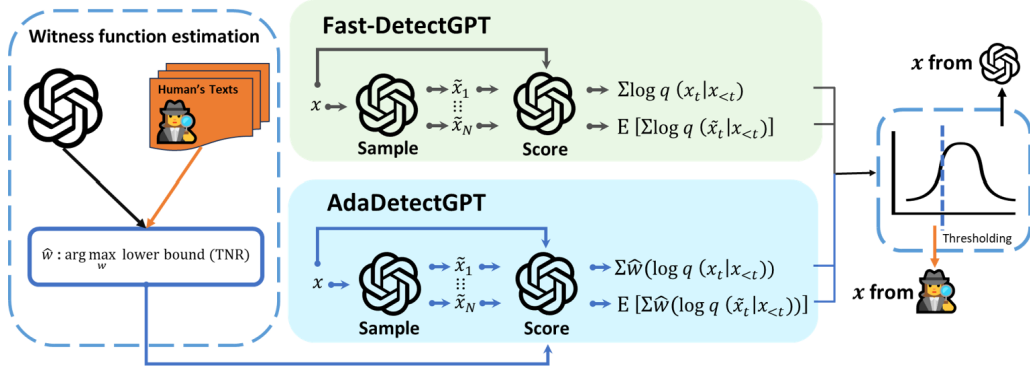 Witness function estimation
Human's Texts
ŵ : arg max_w lower bound (TNR)
Fast-DetectGPT
x
x̃₁
x̃_N
Sample
Score
Σlog q (x_t|x_{<t})
E [Σlog q (x̃_t|x_{<t})]
AdaDetectGPT
x
x̃₁
x̃_N
Sample
Score
Σŵ(log q (x_t|x_{<t}))
E [Σŵ(log q (x̃_t|x_{<t}))]
x from
Thresholding
x from